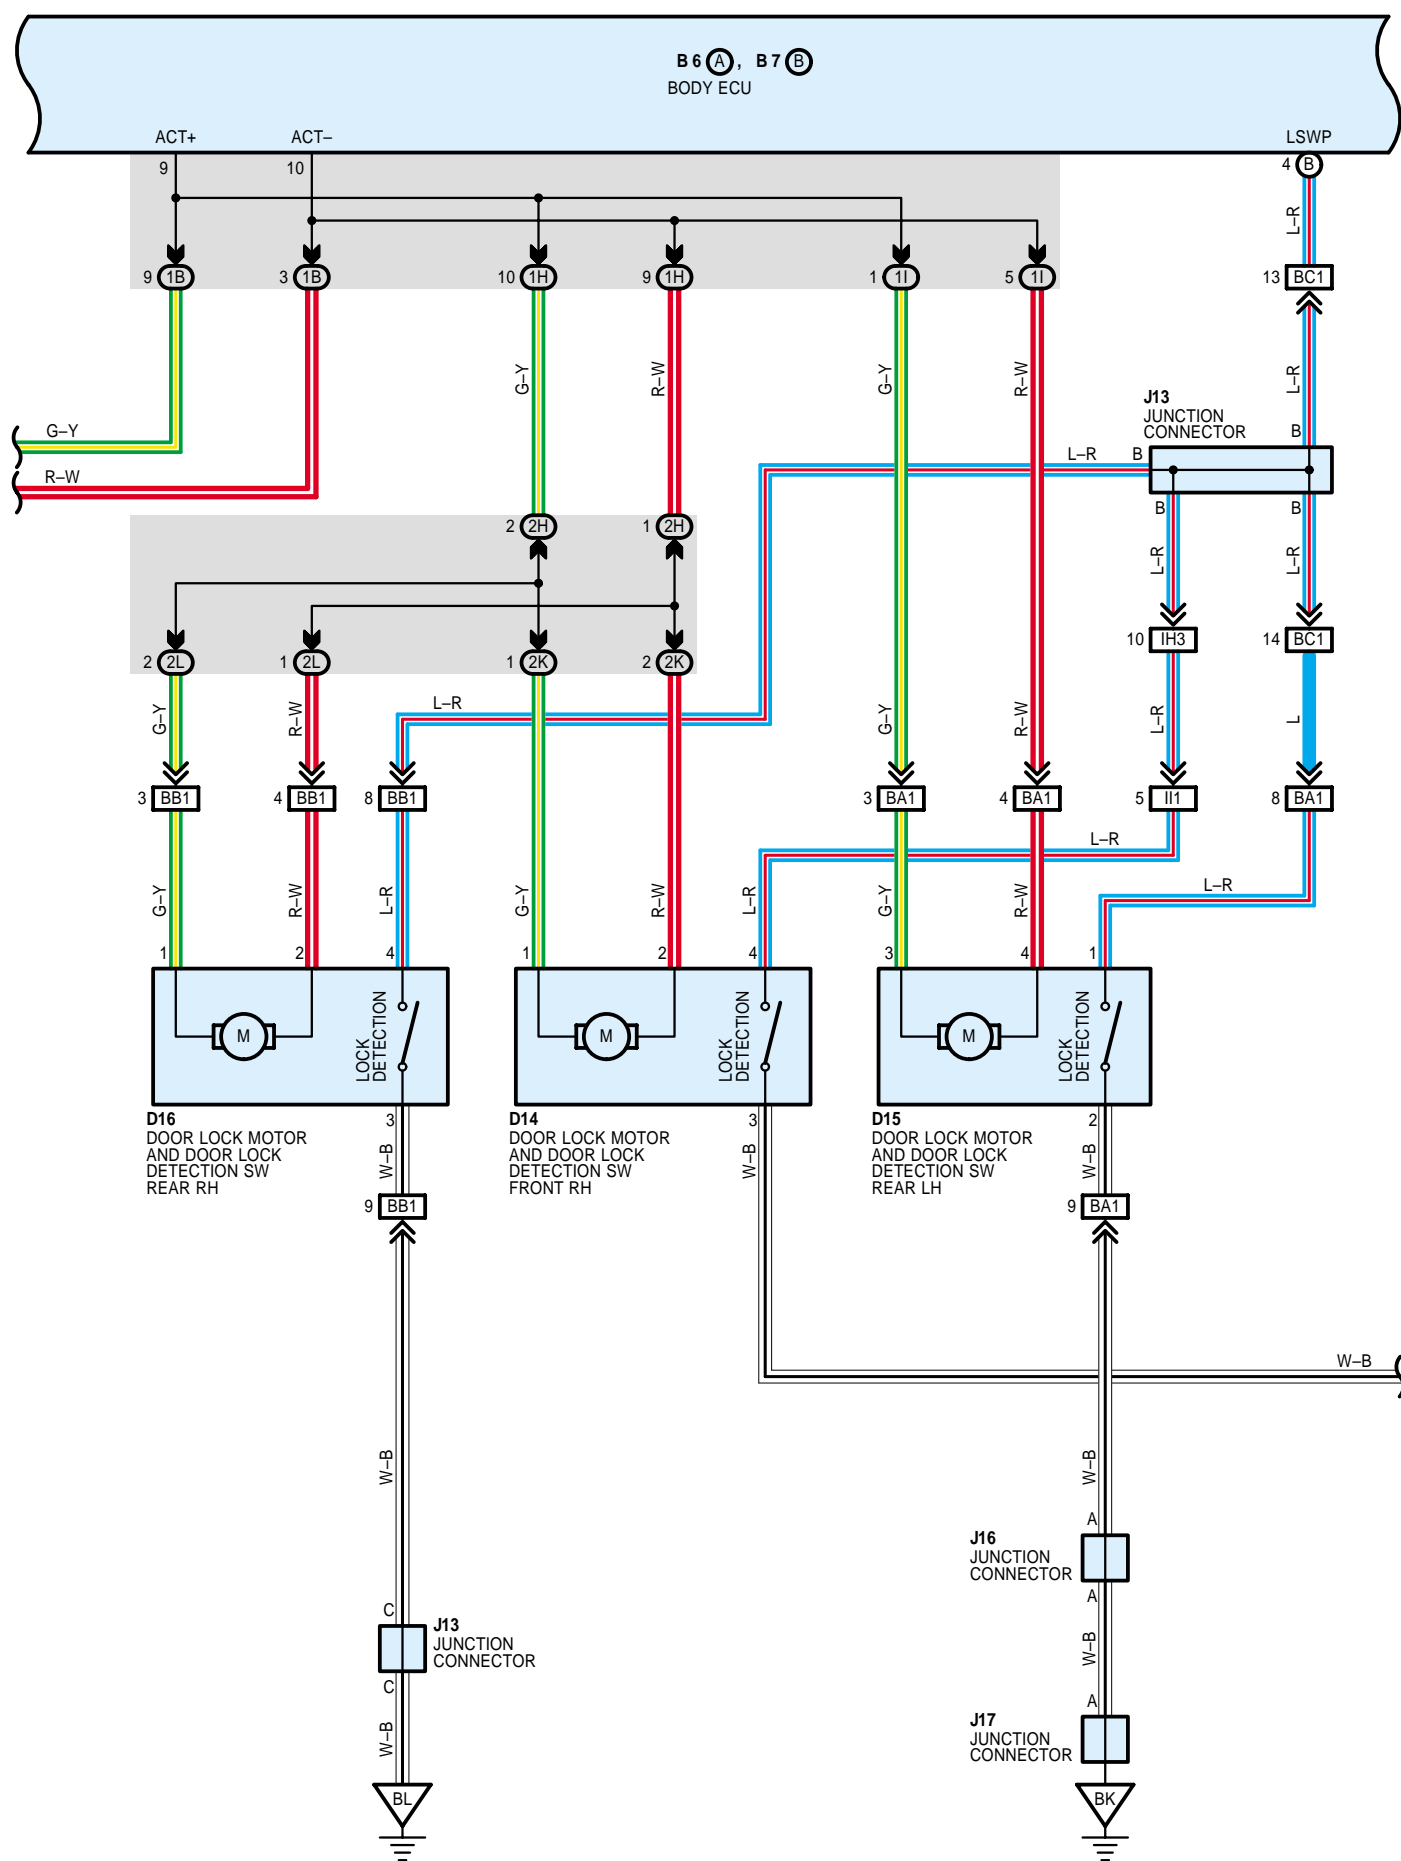 B 6 A , B 7 B
BODY ECU
ACT+ ACT– LSWP
9 10 4 B
L–R
9 1B 3 1B 10 1H 9 1H 1 1I 5 1I 13 BC1
G–Y R–W G–Y R–W L–R
J13
JUNCTION
CONNECTOR
B
G–Y
L–R B
R–W
B B
2 2H 1 2H
L–R L–R
10 IH3 14 BC1
2 2L 1 2L 1 2K 2 2K
L–R
G–Y R–W G–Y R–W L–R L
3 BB1 4 BB1 8 BB1 3 BA1 4 BA1 5 II1 8 BA1
L–R
L–R
G–Y R–W L–R G–Y R–W L–R G–Y R–W
1 2 4 1 2 4 3 4 1
M LOCK
DETECTION
M LOCK
DETECTION
M LOCK
DETECTION
D16
DOOR LOCK MOTOR
AND DOOR LOCK
DETECTION SW
REAR RH
3
W–B
D14
DOOR LOCK MOTOR
AND DOOR LOCK
DETECTION SW
FRONT RH
3
W–B
D15
DOOR LOCK MOTOR
AND DOOR LOCK
DETECTION SW
REAR LH
2
W–B
9 BB1 9 BA1
W–B
W–B W–B
A
J16
JUNCTION
CONNECTOR
A
C
J13
JUNCTION
CONNECTOR
W–B
C
A
J17
JUNCTION
CONNECTOR
W–B
BL BK